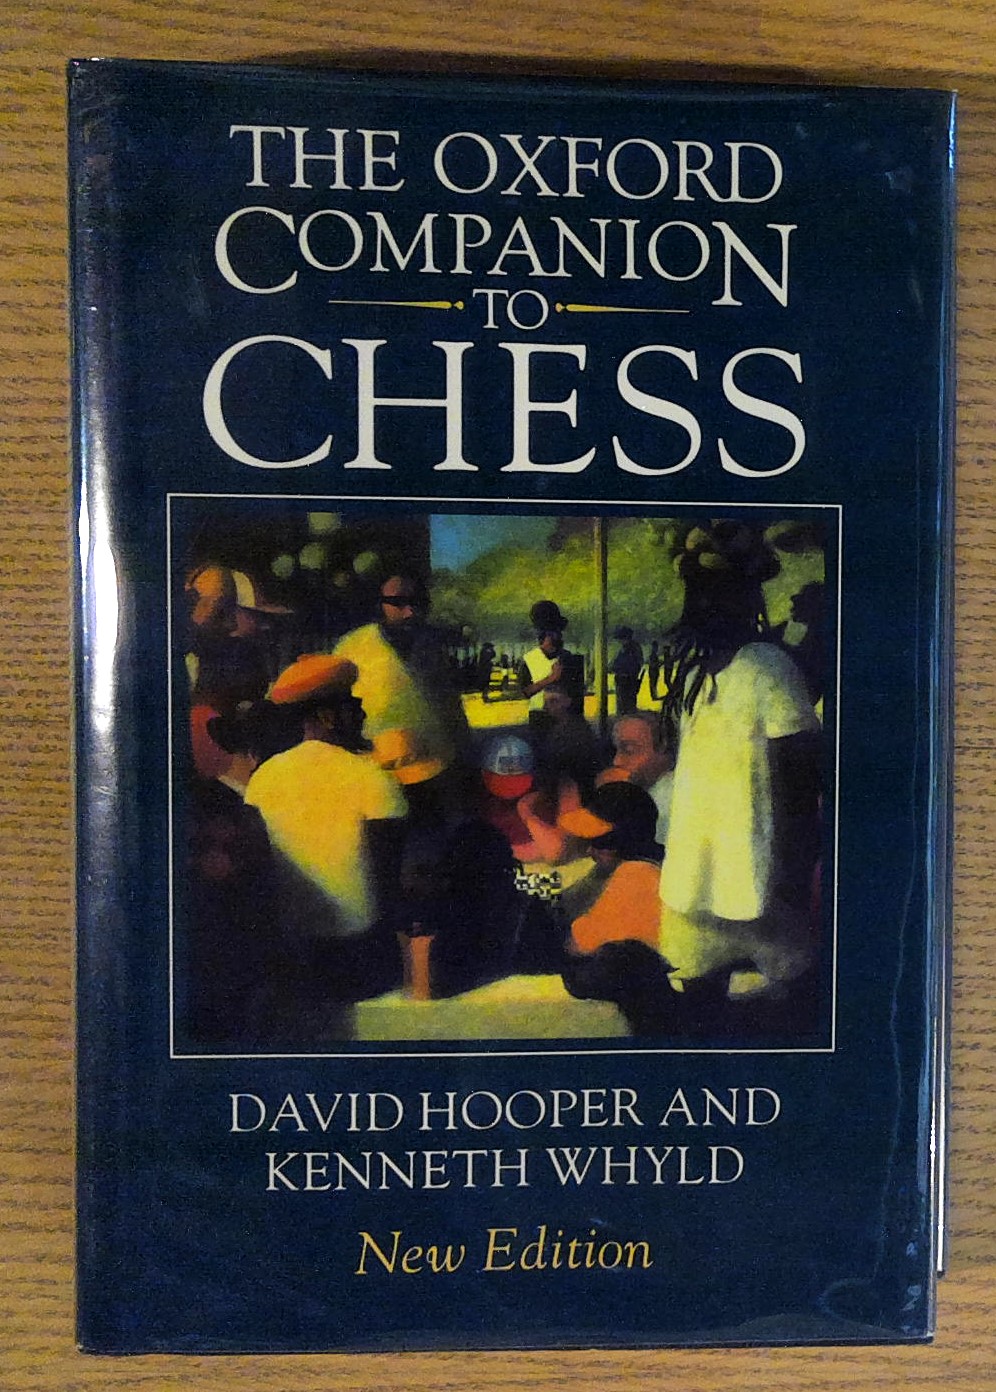 THE OXFORD
COMPANION
TO
CHESS
DAVID HOOPER AND
KENNETH WHYLD
New Edition